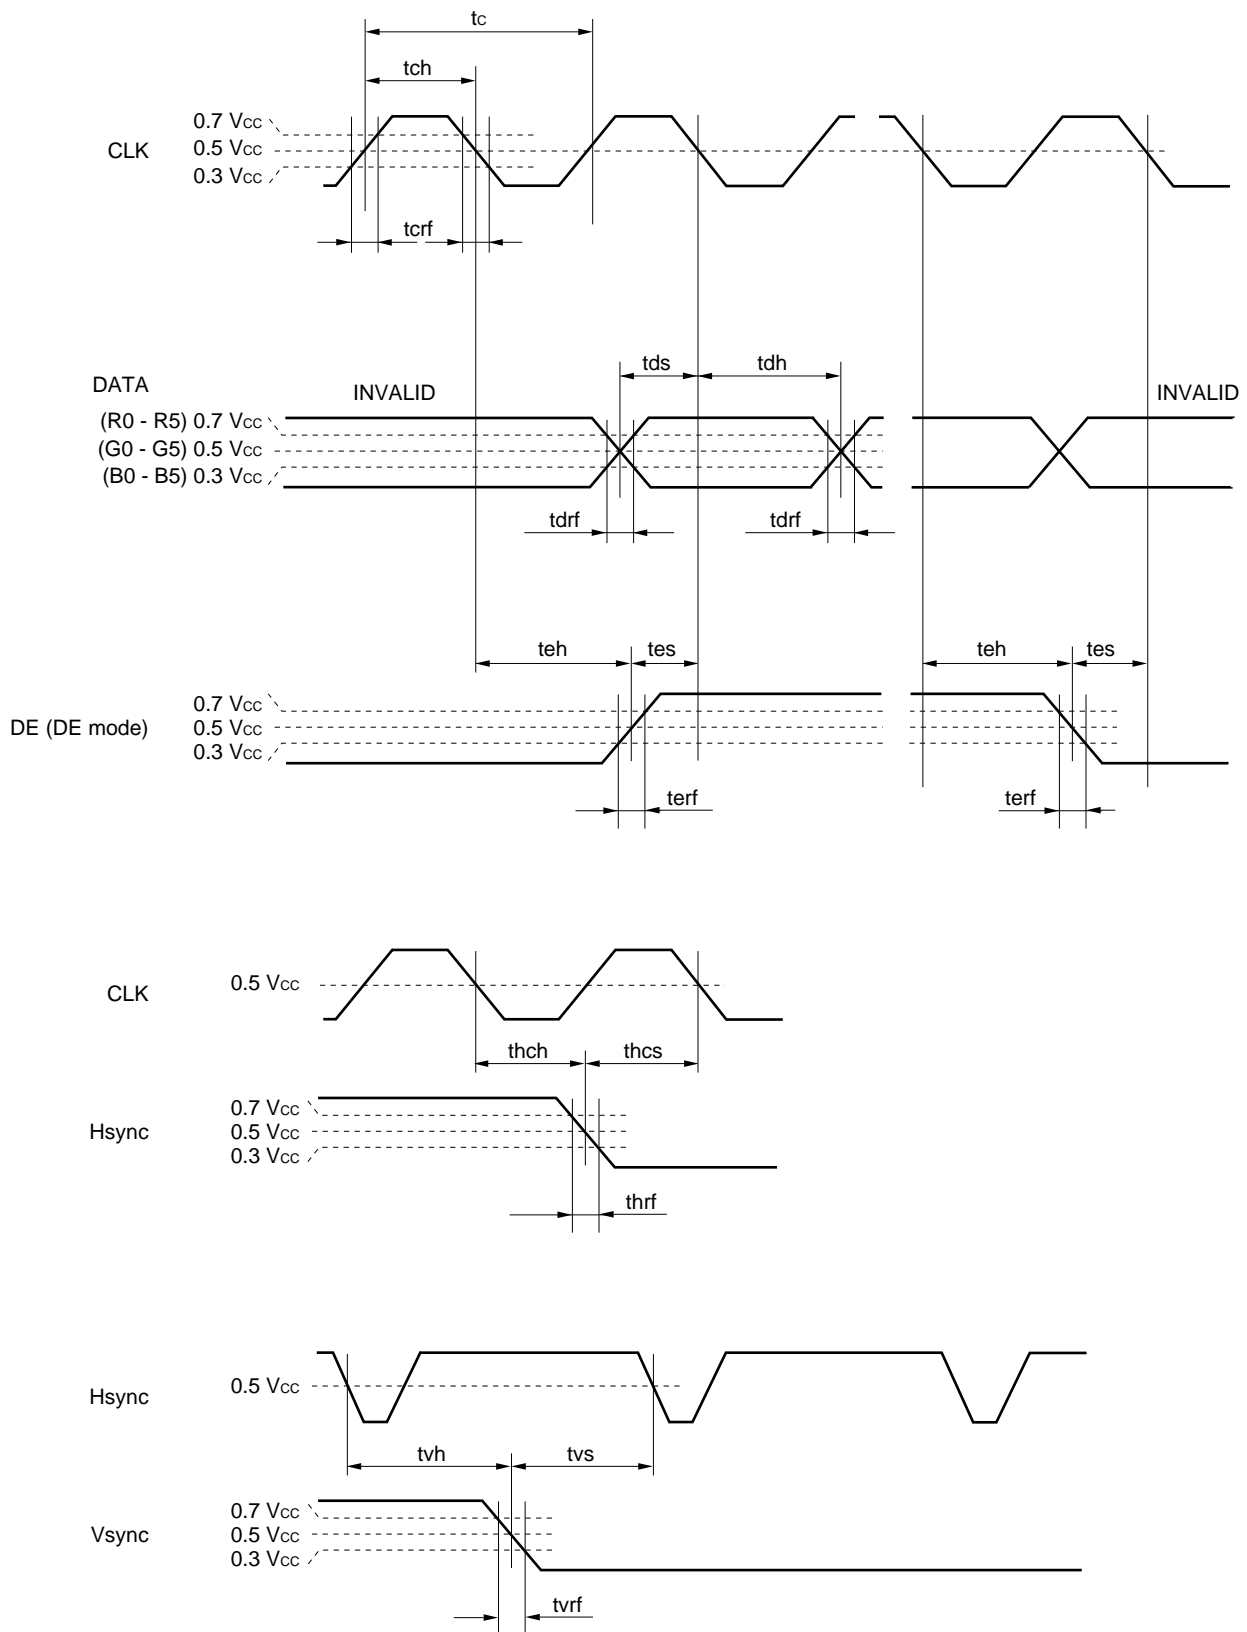 tc
tch
0.7 Vcc
CLK 0.5 Vcc
0.3 Vcc
tcrf
tds tdh
DATA INVALID INVALID
(R0 - R5) 0.7 Vcc
(G0 - G5) 0.5 Vcc
(B0 - B5) 0.3 Vcc
tdrf tdrf
teh tes teh tes
0.7 Vcc
DE (DE mode) 0.5 Vcc
0.3 Vcc
terf terf
CLK 0.5 Vcc
thch thcs
0.7 Vcc
Hsync 0.5 Vcc
0.3 Vcc
thrf
Hsync 0.5 Vcc
tvh tvs
0.7 Vcc
Vsync 0.5 Vcc
0.3 Vcc
tvrf